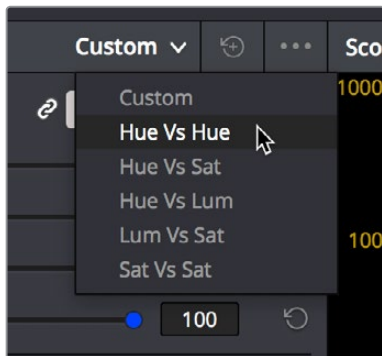 Custom
Sco
1000
Custom
Hue Vs Hue
Hue Vs Sat
Hue Vs Lum
Lum Vs Sat
100
Sat Vs Sat
100